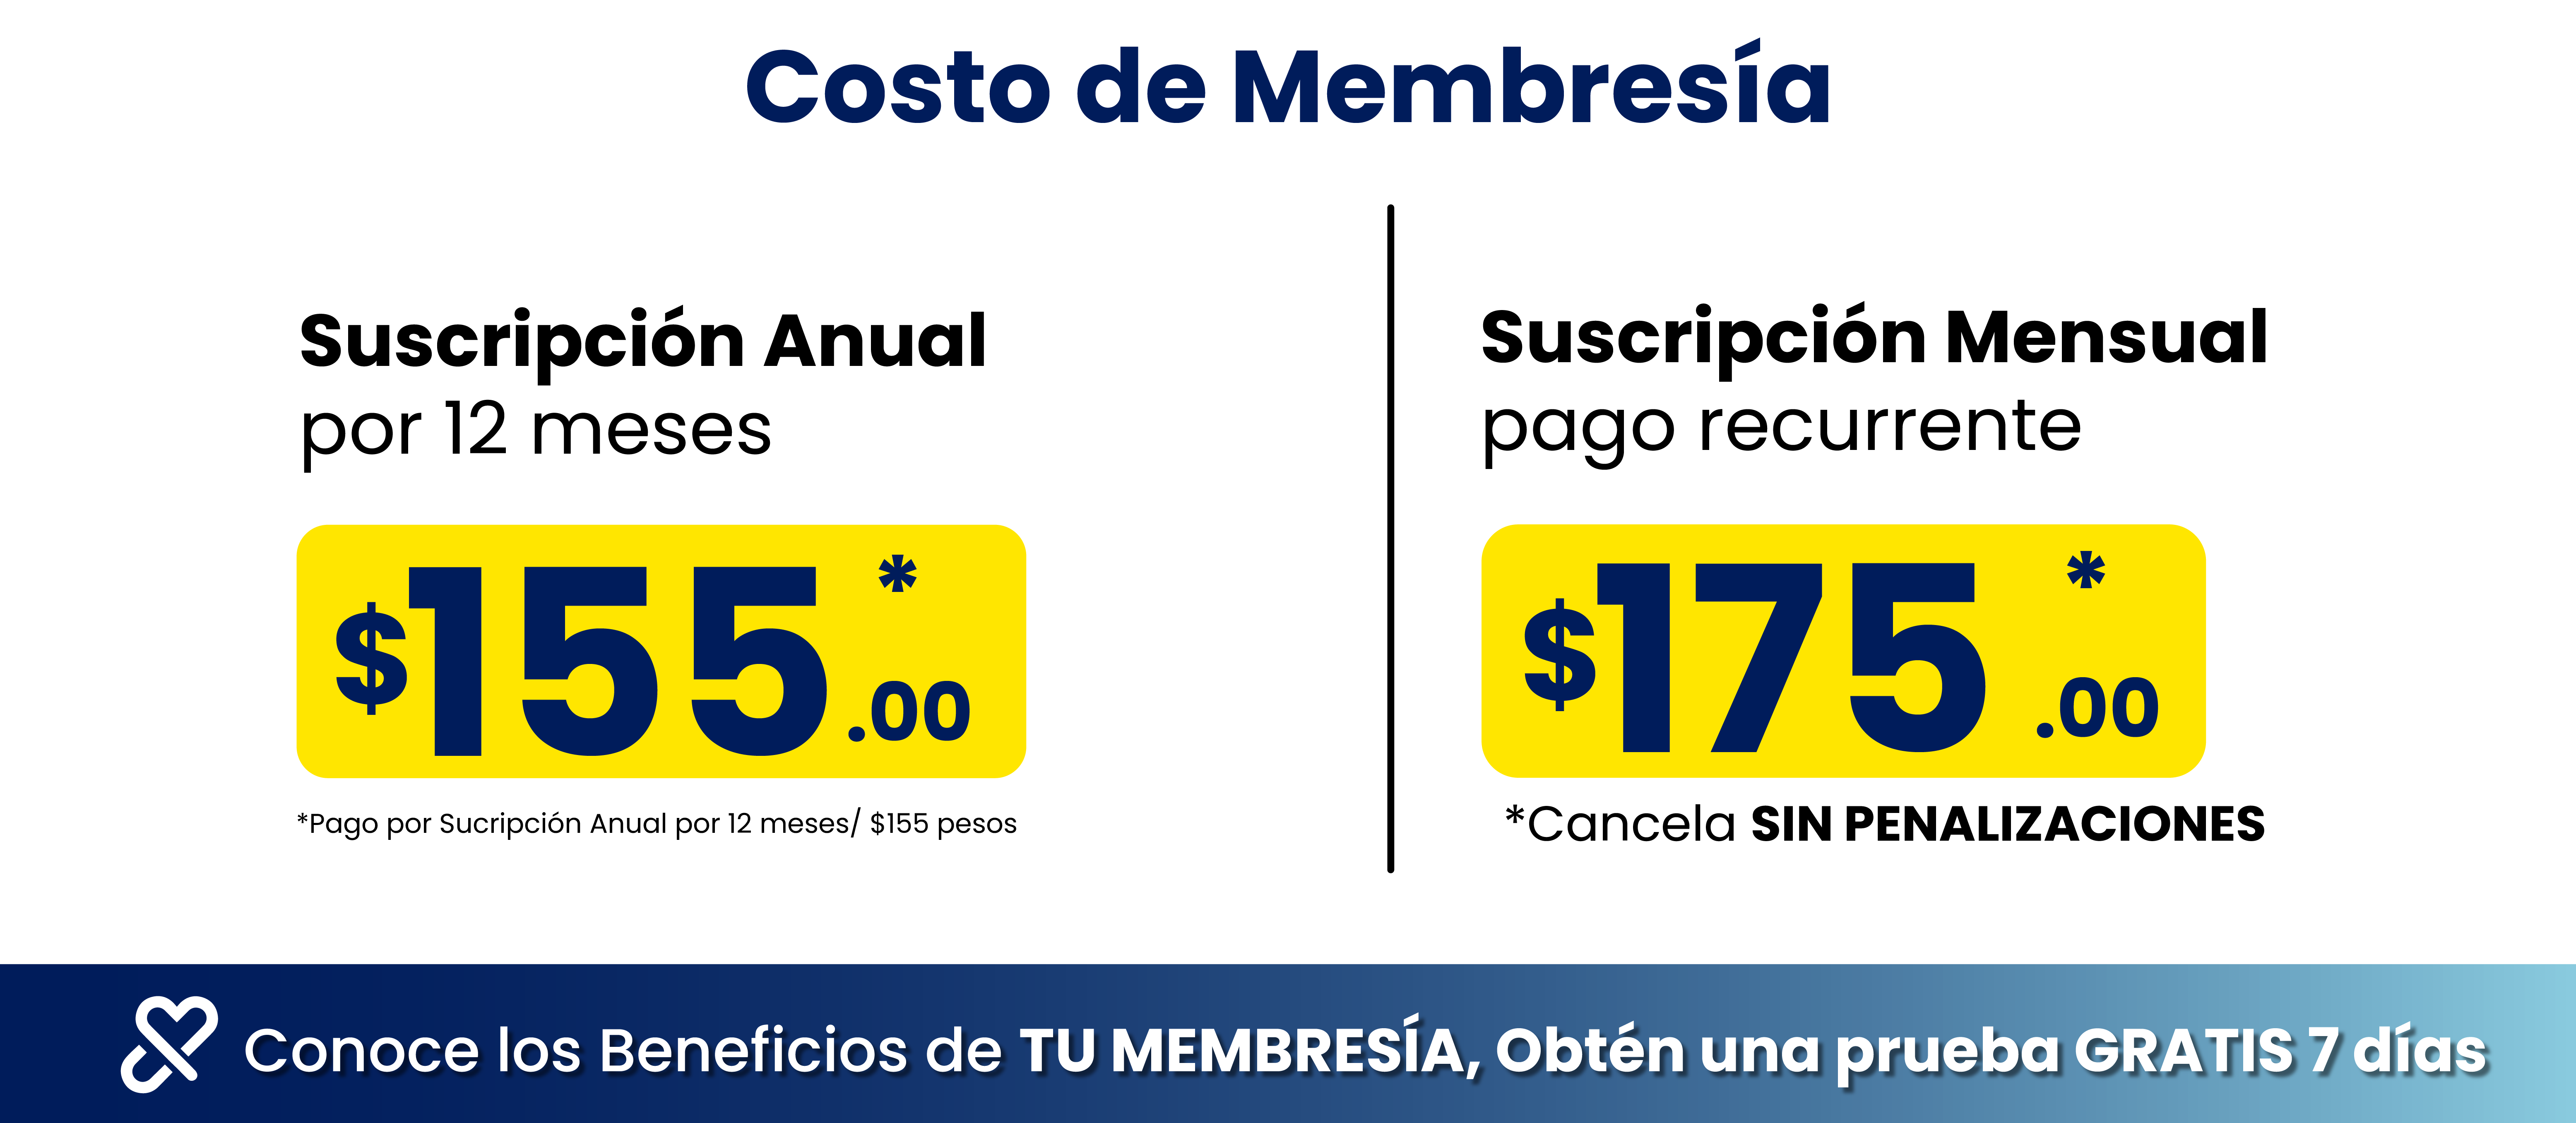 Costo de Membresía
Suscripción Anual
por 12 meses
$155.00*
*Pago por Sucripción Anual por 12 meses/ $155 pesos
Suscripción Mensual
pago recurrente
$175.00*
*Cancela SIN PENALIZACIONES
Conoce los Beneficios de TU MEMBRESÍA, Obtén una prueba GRATIS 7 días